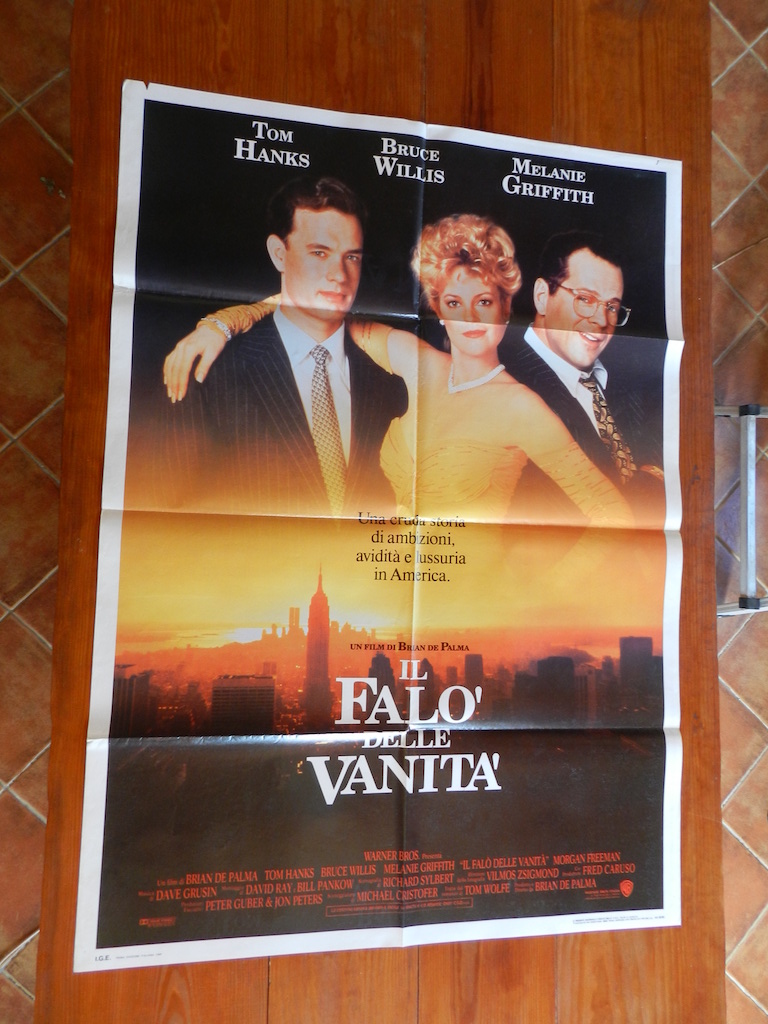 TOM
HANKS
BRUCE
WILLIS
MELANIE
GRIFFITH
Una cruda storia
di ambizioni,
avidità e lussuria
in America.
UN FILM DI BRIAN DE PALMA
IL
FALO'
DELLE
VANITA'
WARNER BROS. Presenta
Un film di BRIAN DE PALMA TOM HANKS BRUCE WILLIS MELANIE GRIFFITH "IL FALÒ DELLE VANITÀ" MORGAN FREEMAN
DAVE GRUSIN DAVID RAY, BILL PANKOW RICHARD SYLBERT VILMOS ZSIGMOND FRED CARUSO
PETER GUBER & JON PETERS MICHAEL CRISTOFER TOM WOLFE BRIAN DE PALMA
I.G.E.